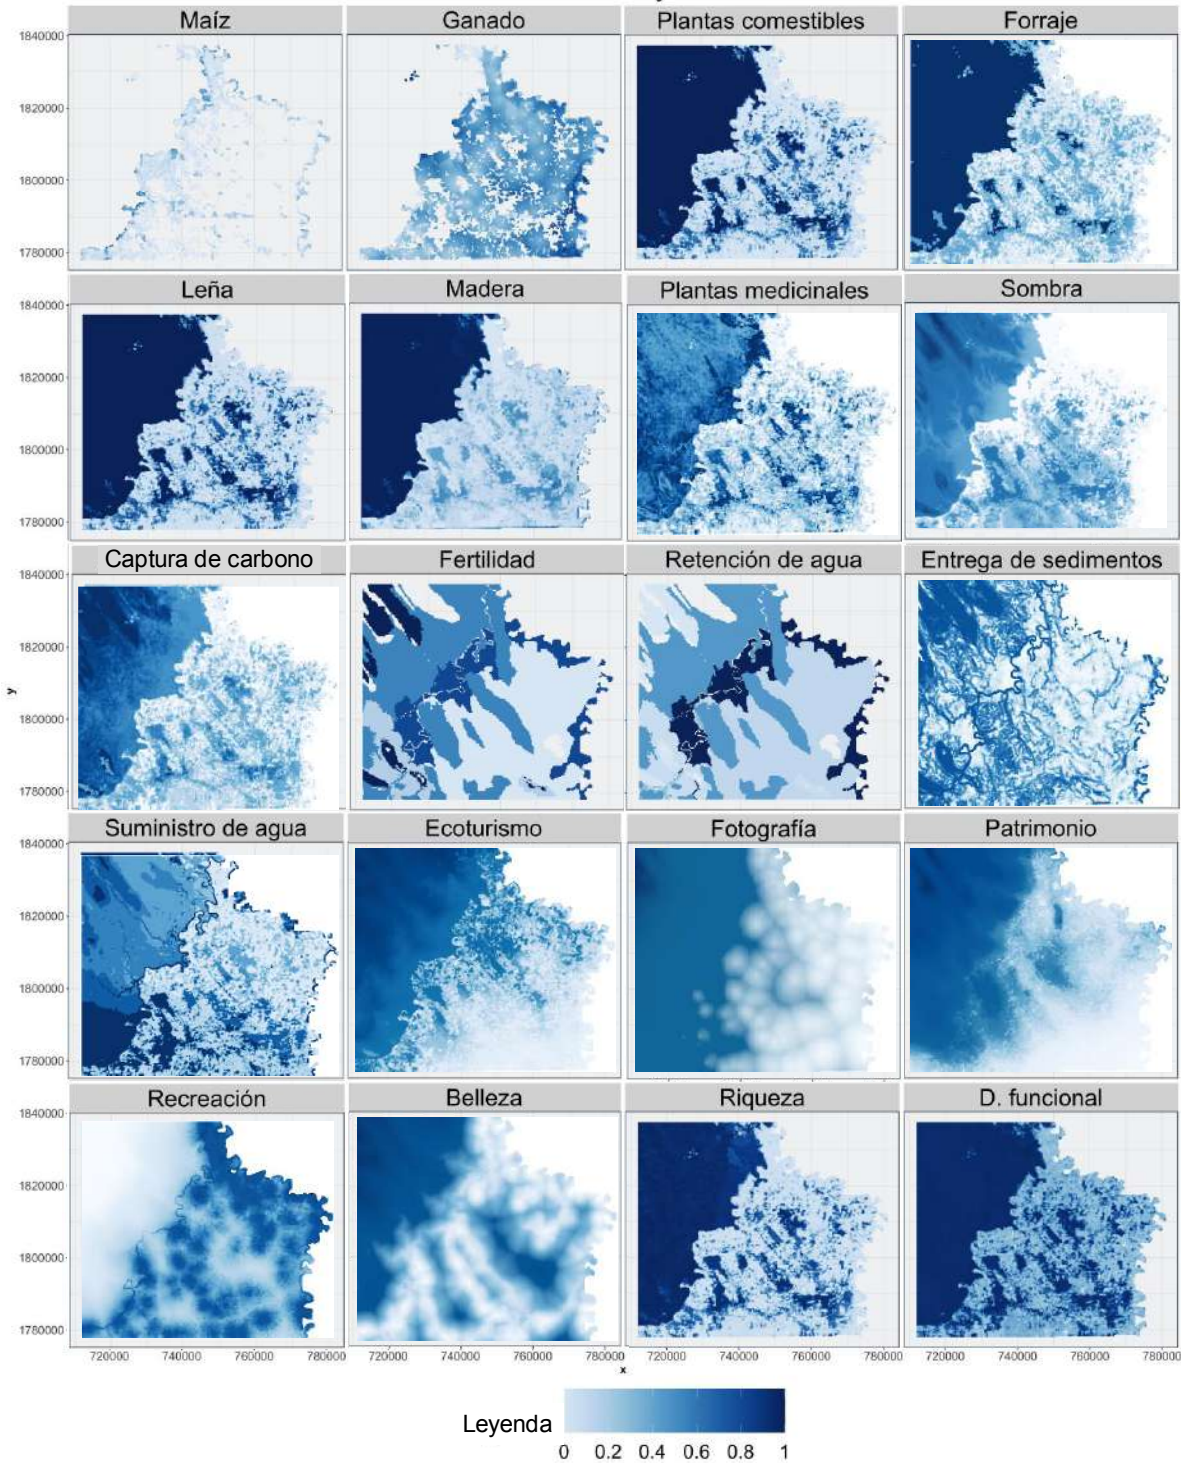 Maíz Ganado Plantas comestibles Forraje
1840000
1820000
1800000
1780000
Leña Madera Plantas medicinales Sombra
1840000
1820000
1800000
1780000
Captura de carbono Fertilidad Retención de agua Entrega de sedimentos
1840000
1820000
y
1800000
1780000
Suministro de agua Ecoturismo Fotografía Patrimonio
1840000
1820000
1800000
1780000
Recreación Belleza Riqueza D. funcional
1840000
1820000
1800000
1780000
720000 740000 760000 780000 720000 740000 760000 780000 720000 740000 760000 780000 720000 740000 760000 780000
x
Leyenda
0 0.2 0.4 0.6 0.8 1